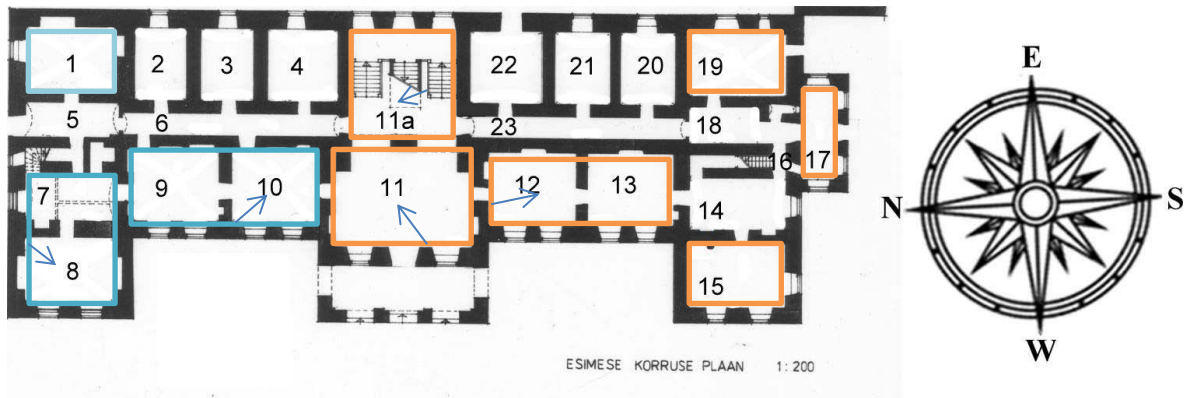 1 2 3 4 22 21 20 19
5 6 11a 23 18 16 17
7 9 10 11 12 13 14
8 15
ESIMESE KORRUSE PLAAN 1:200
E
N S
W